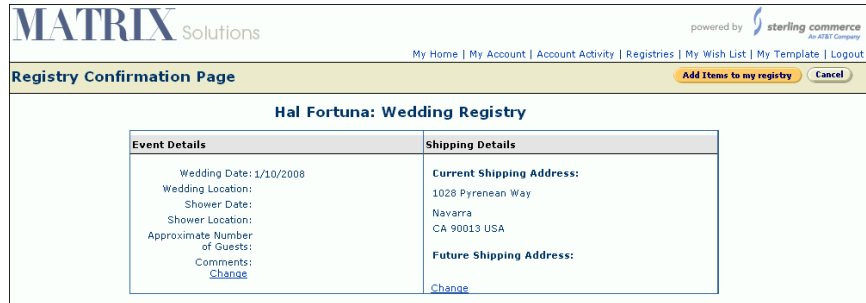 MATRIX Solutions
powered by sterling commerce
An AT&T Company
My Home | My Account | Account Activity | Registries | My Wish List | My Template | Logout
Registry Confirmation Page
Add Items to my registry
Cancel
Hal Fortuna: Wedding Registry
Event Details
Wedding Date: 1/10/2008
Wedding Location:
Shower Date:
Shower Location:
Approximate Number
of Guests:
Comments:
Change
Shipping Details
Current Shipping Address:
1028 Pyrenean Way
Navarra
CA 90013 USA
Future Shipping Address:
Change